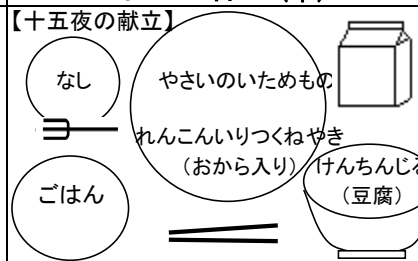 【十五夜の献立】
なし
やさいのいためもの
れんこんいりつくねやき
（おから入り）
けんちんじる
（豆腐）
ごはん